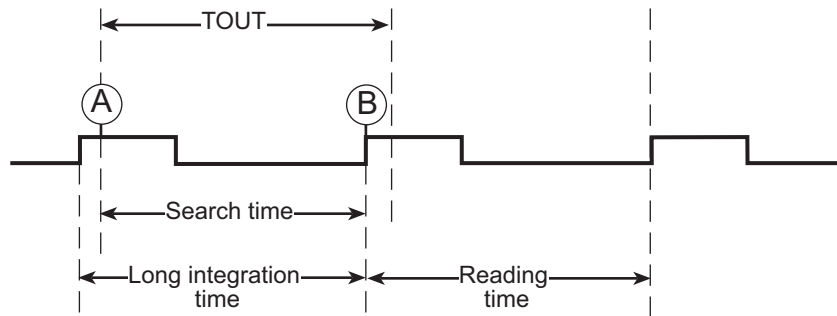 TOUT
A
B
Search time
Long integration
time
Reading
time